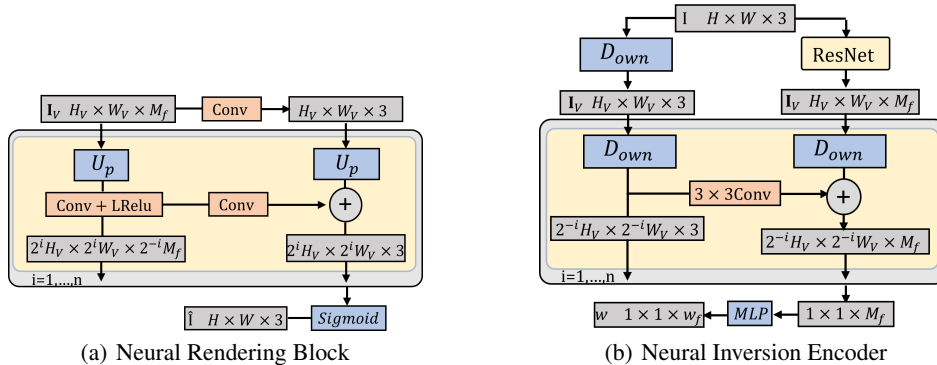 I_V H_V × W_V × M_f
Conv
H_V × W_V × 3
U_p
U_p
Conv + LRelu
Conv
+
2^i H_V × 2^i W_V × 2^{-i} M_f
2^i H_V × 2^i W_V × 3
i=1,...,n
Î H × W × 3
Sigmoid
(a) Neural Rendering Block
I H × W × 3
D_own
ResNet
I_V H_V × W_V × 3
I_V H_V × W_V × M_f
D_own
D_own
3 × 3Conv
+
2^{-i} H_V × 2^{-i} W_V × 3
2^{-i} H_V × 2^{-i} W_V × M_f
i=1,...,n
w 1 × 1 × w_f
MLP
1 × 1 × M_f
(b) Neural Inversion Encoder